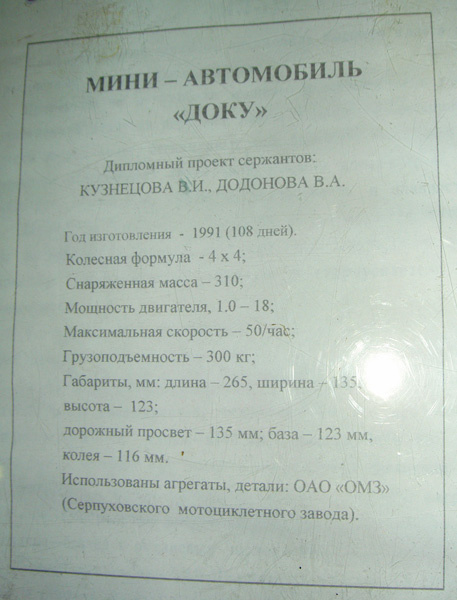 МИНИ – АВТОМОБИЛЬ
«ДОКУ»
Дипломный проект сержантов:
КУЗНЕЦОВА В.И., ДОДОНОВА В.А.
Год изготовления - 1991 (108 дней).
Колесная формула - 4 х 4;
Снаряженная масса – 310;
Мощность двигателя, 1.0 – 18;
Максимальная скорость – 50/час;
Грузоподъемность – 300 кг;
Габариты, мм: длина – 265, ширина – 135,
высота – 123;
дорожный просвет – 135 мм; база – 123 мм,
колея – 116 мм.
Использованы агрегаты, детали: ОАО «ОМЗ»
(Серпуховского мотоциклетного завода).